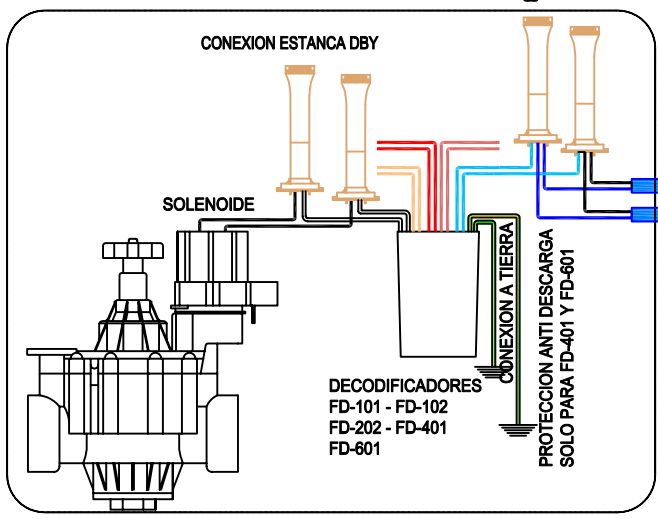 CONEXION ESTANCA DBY
SOLENOIDE
DECODIFICADORES
FD-101 - FD-102
FD-202 - FD-401
FD-601
CONEXION A TIERRA
PROTECCION ANTI DESCARGA
SOLO PARA FD-401 Y FD-601